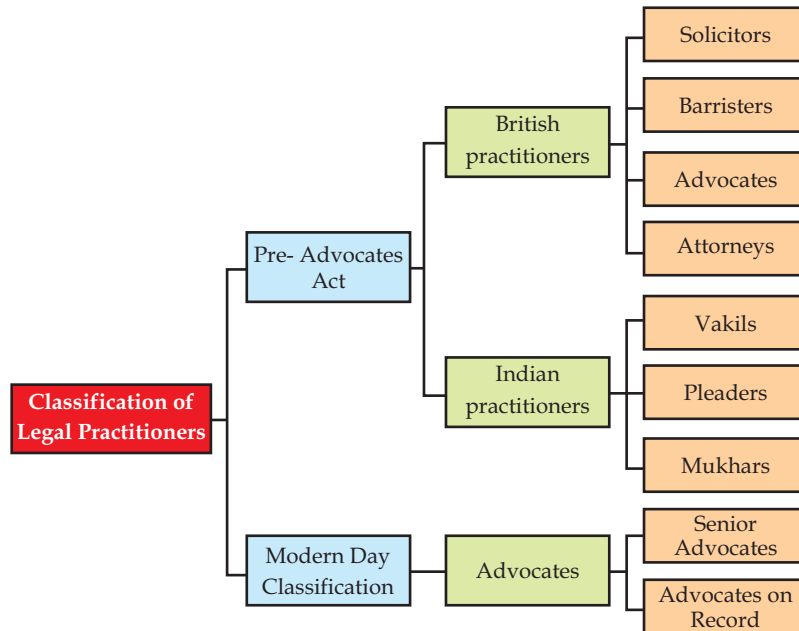 Classification of
Legal Practitioners
Pre- Advocates
Act
British
practitioners
Solicitors
Barristers
Advocates
Attorneys
Indian
practitioners
Vakils
Pleaders
Mukhars
Modern Day
Classification
Advocates
Senior
Advocates
Advocates on
Record